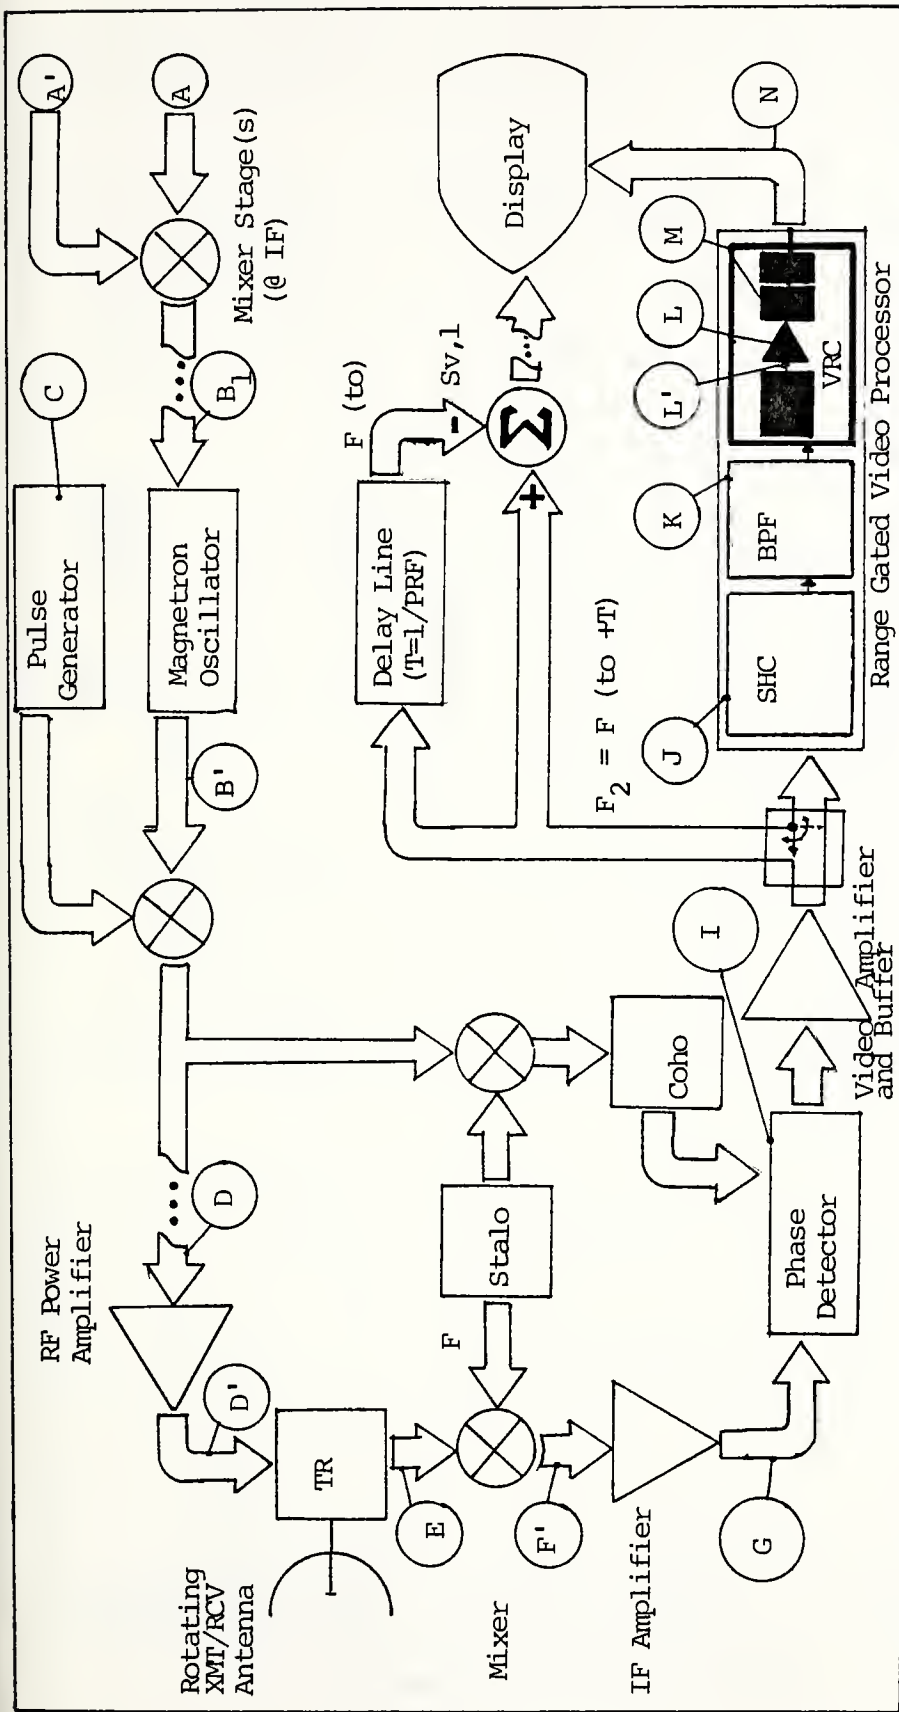 Rotating
XMT/RCV
Antenna
TR
RF Power
Amplifier
D'
D
Pulse
Generator
C
Magnetron
Oscillator
B'
B1
Mixer Stage(s)
(@ IF)
A'
A
E
Mixer
F
Stalo
Coho
F'
IF Amplifier
G
Phase
Detector
I
Video Amplifier
and Buffer
Delay Line
(T=1/PRF)
F (to)
F2 = F (to +T)
+
-
Σ
Sv,1
Display
J
SHC
K
BPF
L'
L
M
VRC
N
Range Gated Video Processor